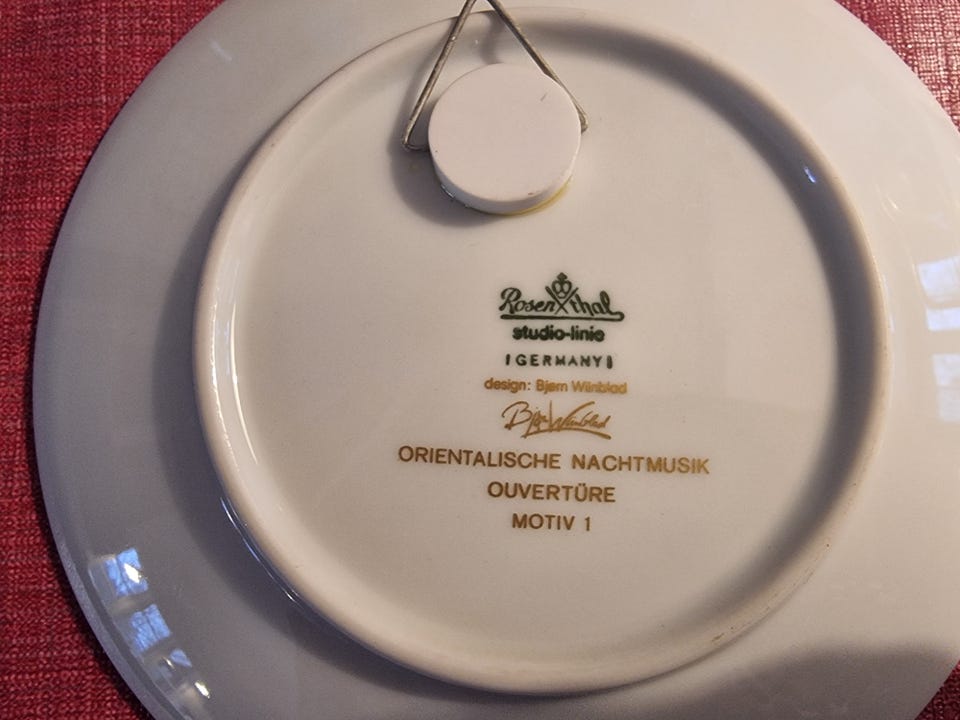 Rosenthal
studio-linie
GERMANY
design: Bjørn Wiinblad
Bjørn Wiinblad
ORIENTALISCHE NACHTMUSIK
OUVERTÜRE
MOTIV 1